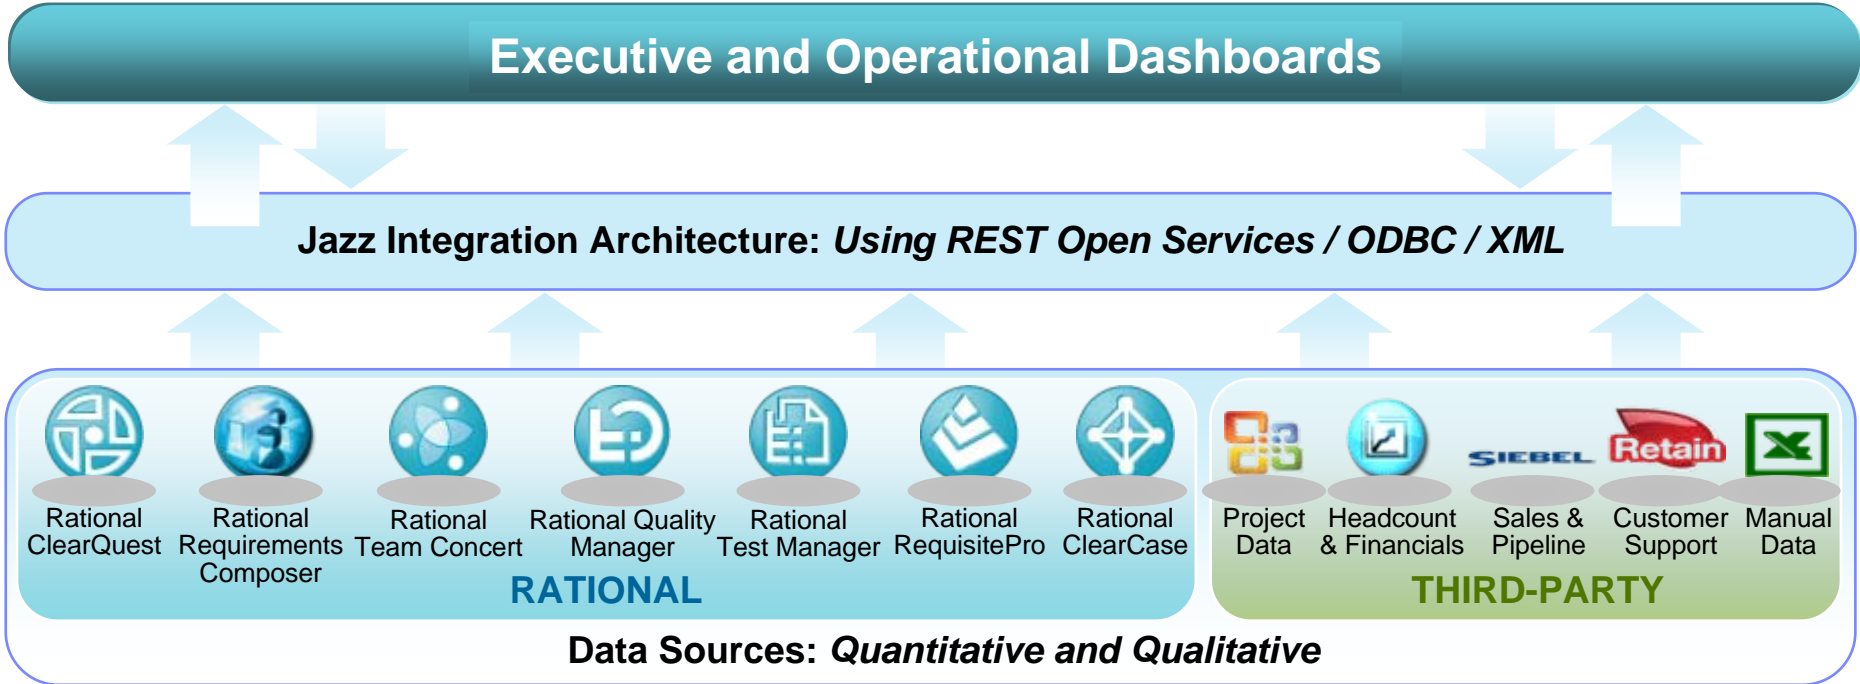 Executive and Operational Dashboards
Jazz Integration Architecture: Using REST Open Services / ODBC / XML
SIEBEL
Retain
Rational
ClearQuest
Rational
Requirements
Composer
Rational
Team Concert
Rational Quality
Manager
Rational
Test Manager
Rational
RequisitePro
Rational
ClearCase
Project
Data
Headcount
& Financials
Sales &
Pipeline
Customer
Support
Manual
Data
RATIONAL
THIRD-PARTY
Data Sources: Quantitative and Qualitative